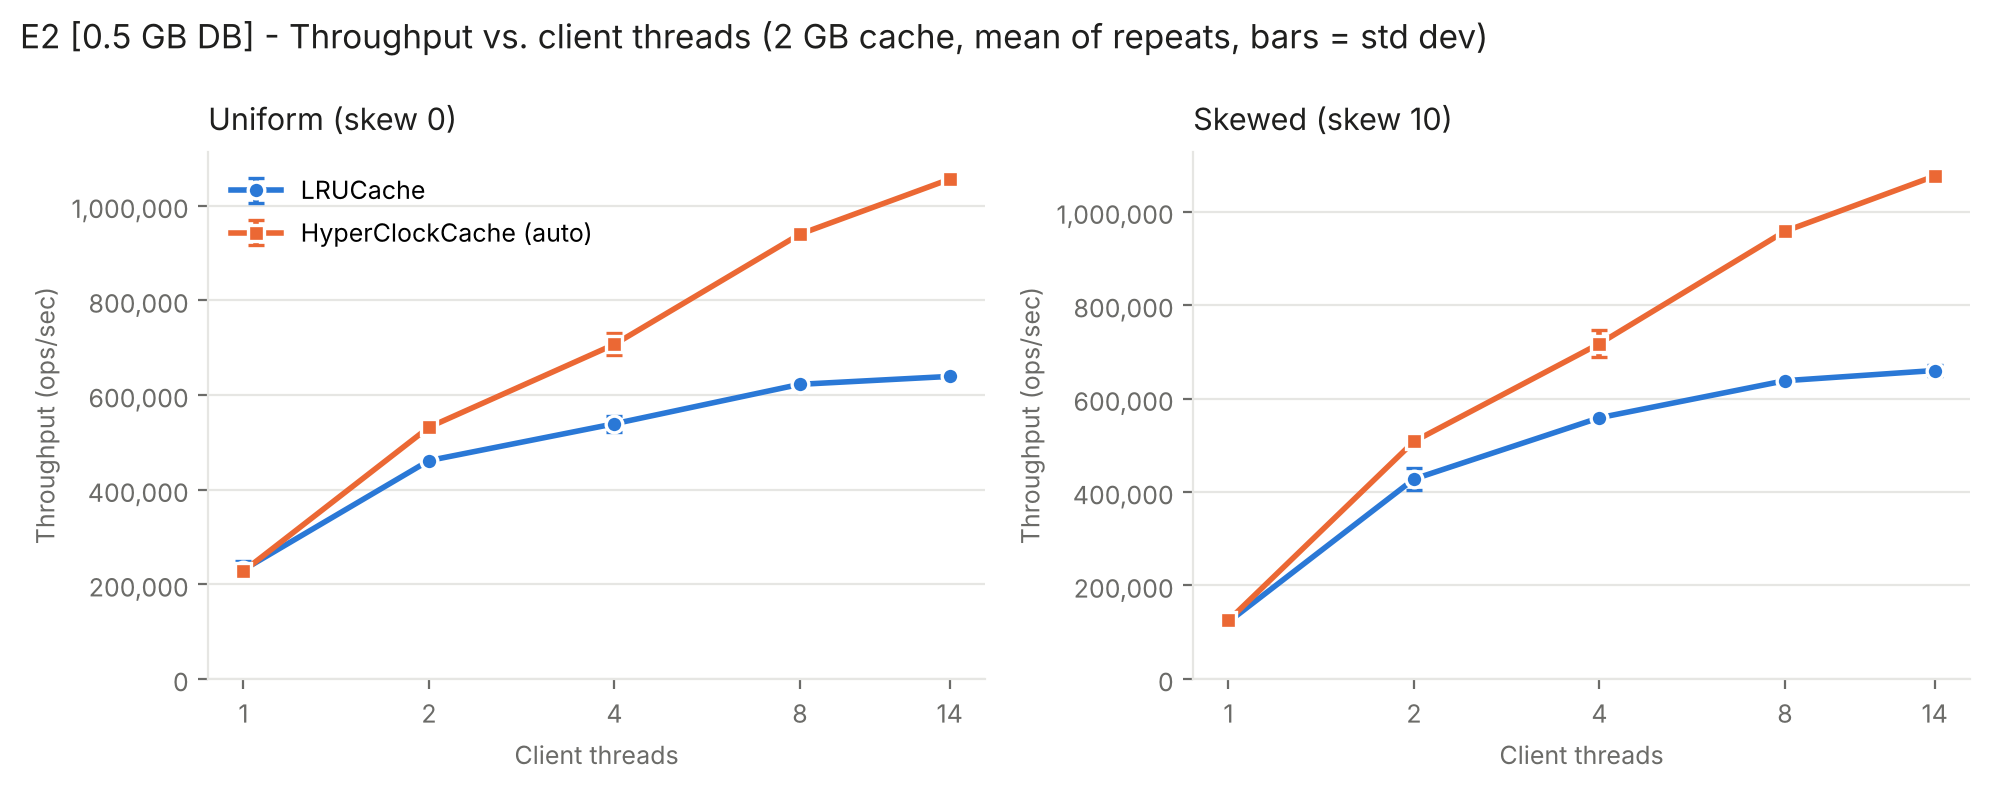 E2 [0.5 GB DB] - Throughput vs. client threads (2 GB cache, mean of repeats, bars = std dev)
Uniform (skew 0)
LRUCache
HyperClockCache (auto)
Throughput (ops/sec)
1,000,000
800,000
600,000
400,000
200,000
0
1 2 4 8 14
Client threads
Skewed (skew 10)
Throughput (ops/sec)
1,000,000
800,000
600,000
400,000
200,000
0
1 2 4 8 14
Client threads